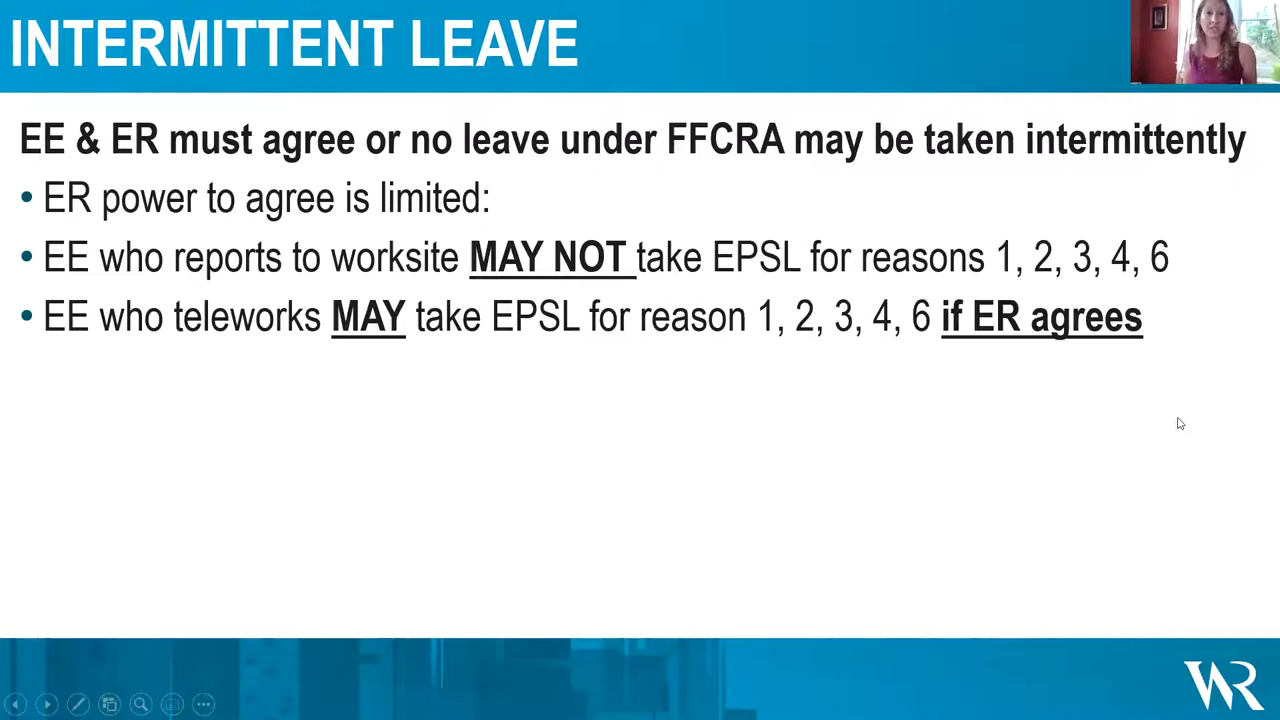 INTERMITTENT LEAVE
EE & ER must agree or no leave under FFCRA may be taken intermittently
• ER power to agree is limited:
• EE who reports to worksite MAY NOT take EPSL for reasons 1, 2, 3, 4, 6
• EE who teleworks MAY take EPSL for reason 1, 2, 3, 4, 6 if ER agrees
WR